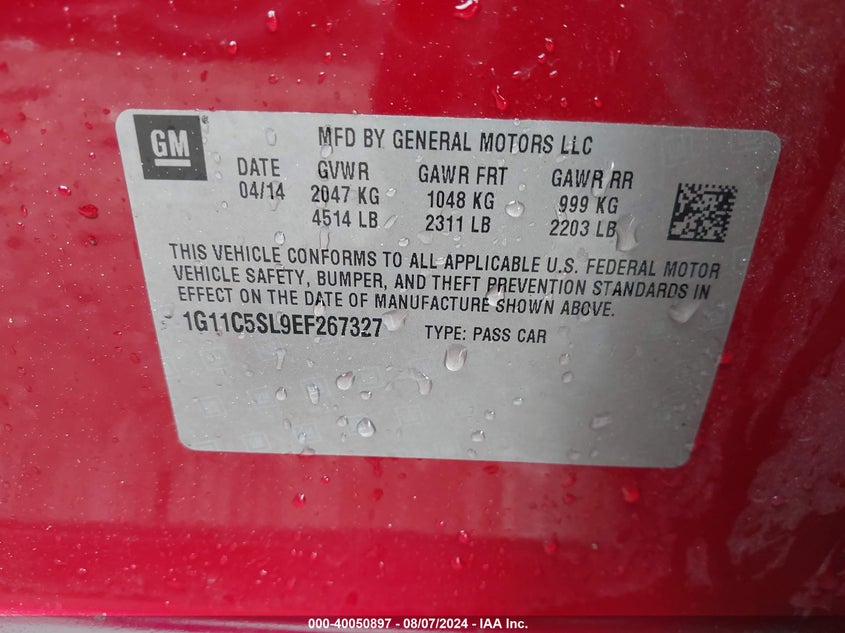 GM
MFD BY GENERAL MOTORS LLC
DATE GVWR GAWR FRT GAWR RR
04/14 2047 KG 1048 KG 999 KG
4514 LB 2311 LB 2203 LB
THIS VEHICLE CONFORMS TO ALL APPLICABLE U.S. FEDERAL MOTOR
VEHICLE SAFETY, BUMPER, AND THEFT PREVENTION STANDARDS IN
EFFECT ON THE DATE OF MANUFACTURE SHOWN ABOVE.
1G11C5SL9EF267327 TYPE: PASS CAR
000-40050897 - 08/07/2024 - IAA Inc.